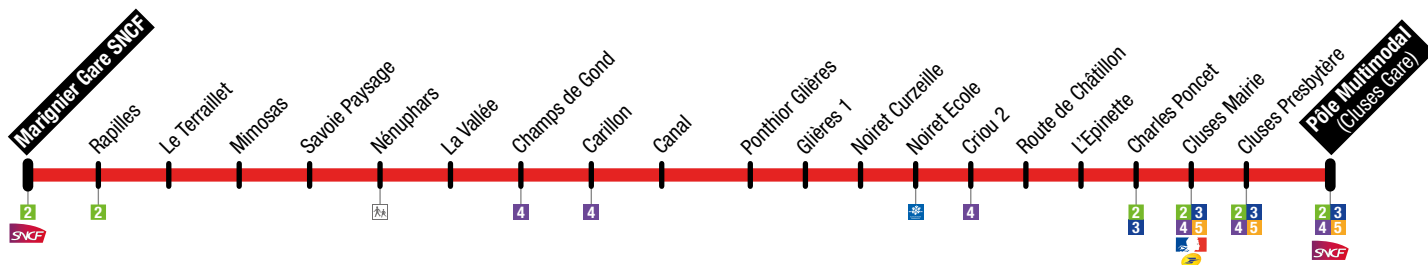 Marignier Gare SNCF
Rapilles
Le Terraillet
Mimosas
Savoie Paysage
Nénuphars
La Vallée
Champs de Gond
Carillon
Canal
Ponthior Glières
Glières 1
Noiret Curzeille
Noiret Ecole
Criou 2
Route de Châtillon
L'Epinette
Charles Poncet
Cluses Mairie
Cluses Presbytère
Pôle Multimodal
(Cluses Gare)
2
SNCF
2
4
4
4
2
3
2 3
4 5
2 3
4 5
2 3
4 5
SNCF